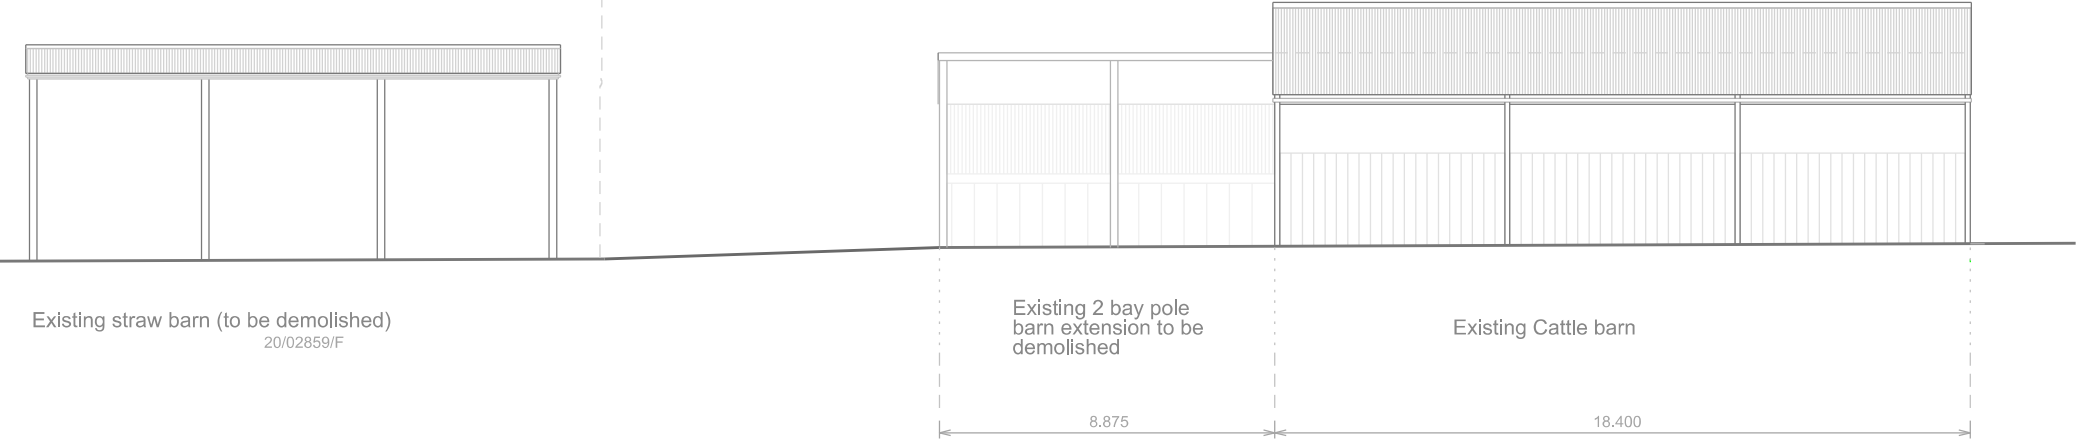 Existing straw barn (to be demolished)
20/02859/F
Existing 2 bay pole
barn extension to be
demolished
Existing Cattle barn
8.875
18.400